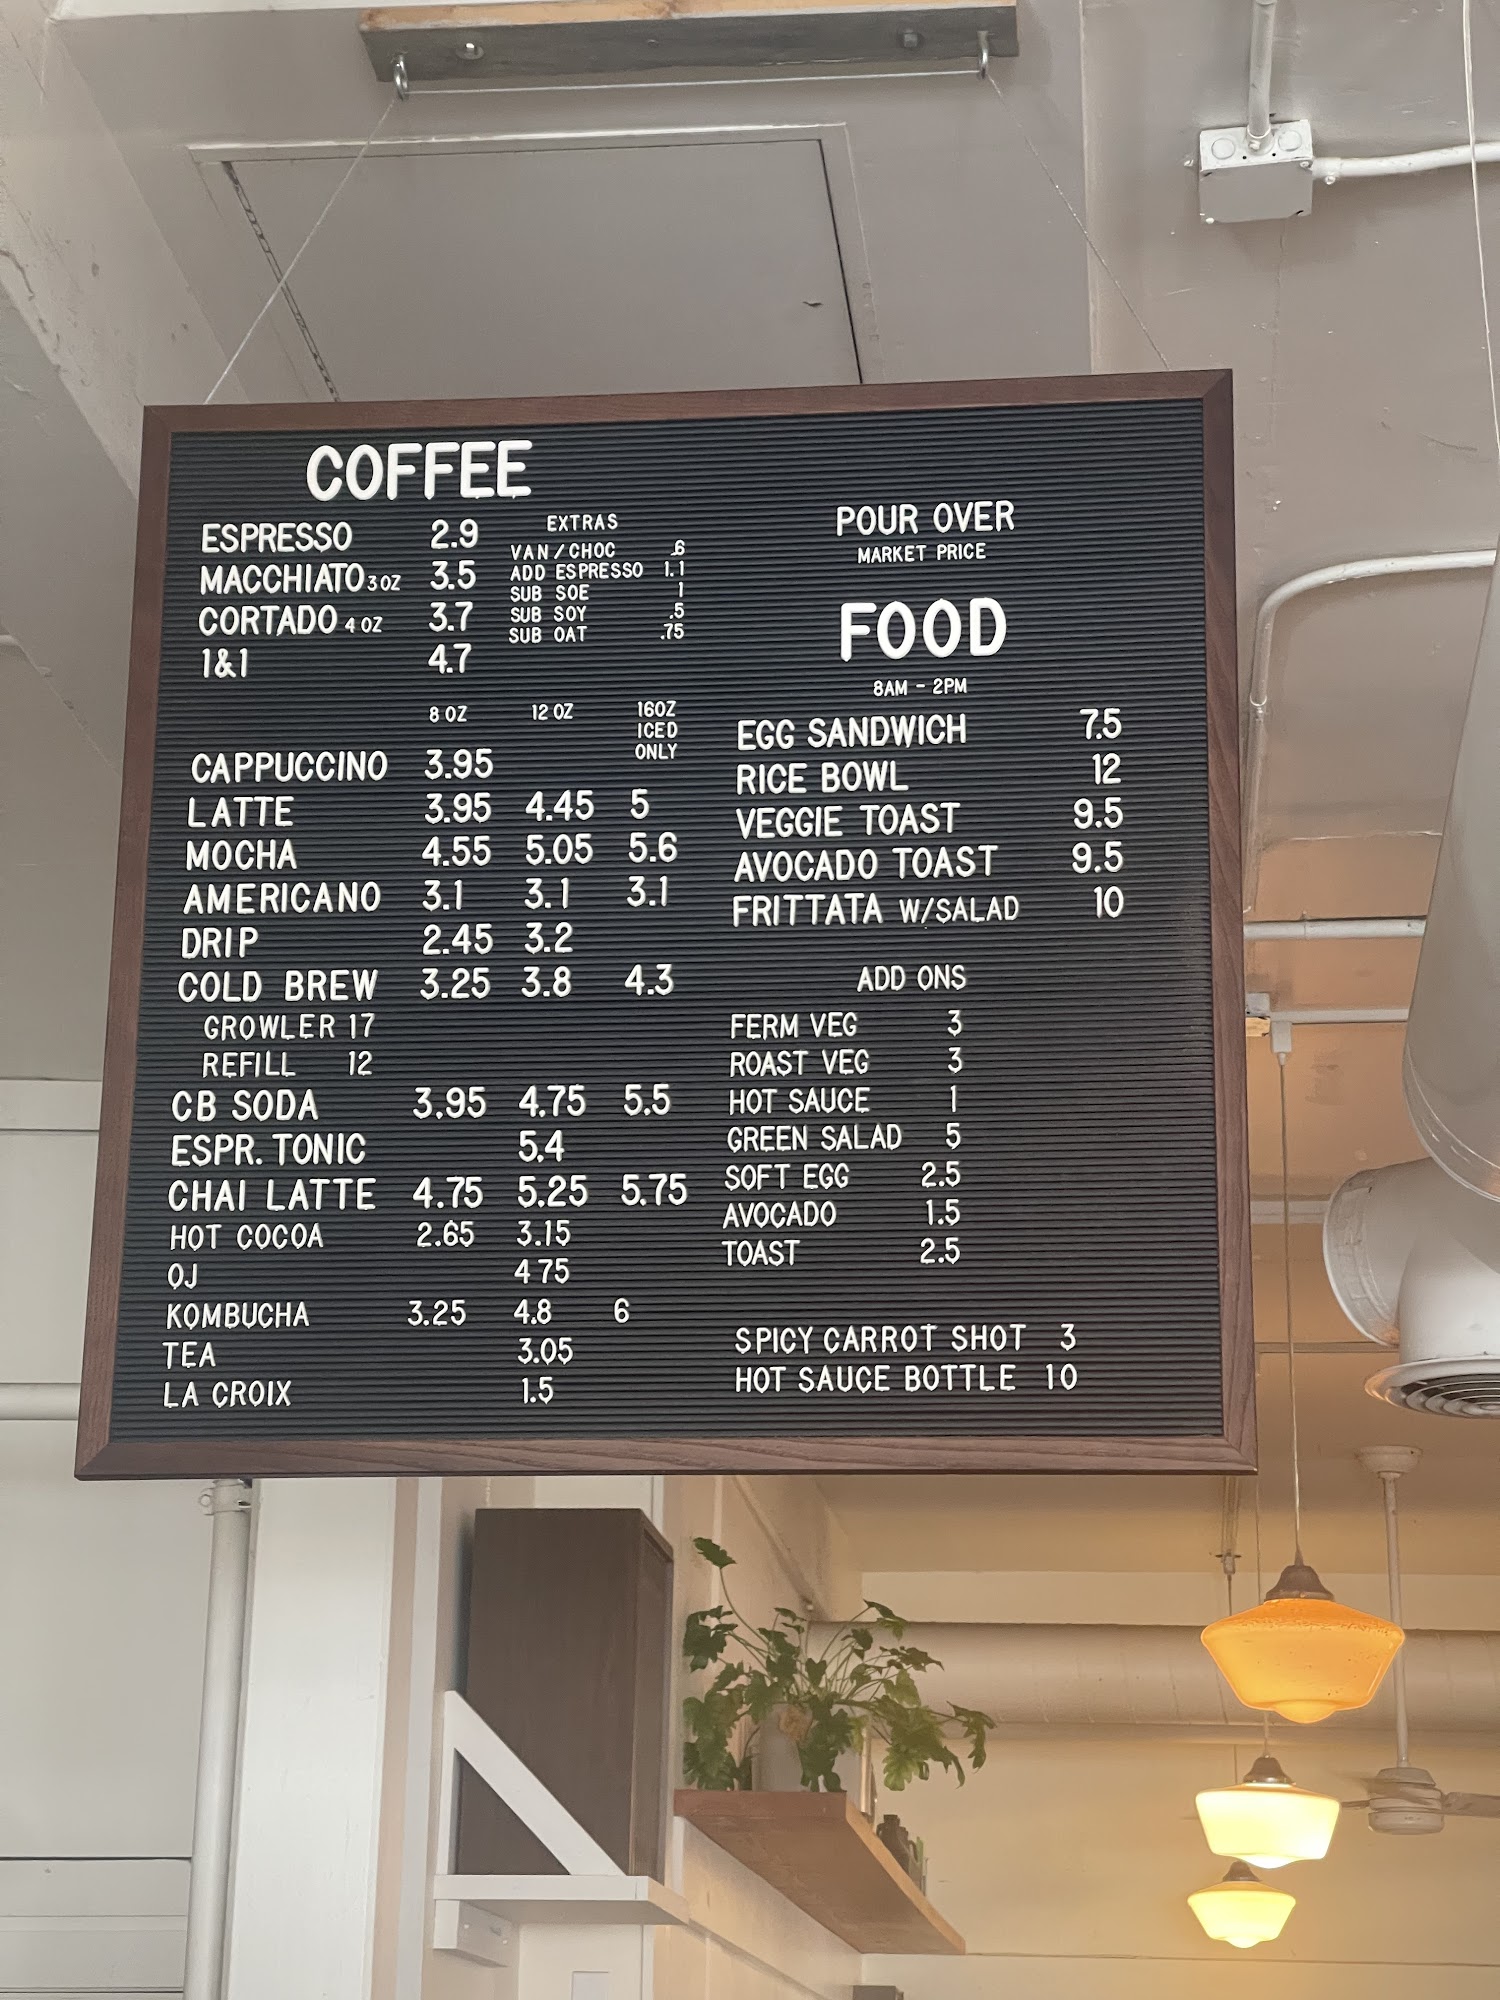 COFFEE
ESPRESSO 2.9
MACCHIATO 3 OZ 3.5
CORTADO 4 OZ 3.7
1&1 4.7
EXTRAS
VAN/CHOC .6
ADD ESPRESSO 1.1
SUB SOE 1
SUB SOY .5
SUB OAT .75
8 OZ 12 OZ 16OZ
ICED
ONLY
CAPPUCCINO 3.95
LATTE 3.95 4.45 5
MOCHA 4.55 5.05 5.6
AMERICANO 3.1 3.1 3.1
DRIP 2.45 3.2
COLD BREW 3.25 3.8 4.3
GROWLER 17
REFILL 12
CB SODA 3.95 4.75 5.5
ESPR. TONIC 5.4
CHAI LATTE 4.75 5.25 5.75
HOT COCOA 2.65 3.15
OJ 4 75
KOMBUCHA 3.25 4.8 6
TEA 3.05
LA CROIX 1.5
POUR OVER
MARKET PRICE
FOOD
8AM - 2PM
EGG SANDWICH 7.5
RICE BOWL 12
VEGGIE TOAST 9.5
AVOCADO TOAST 9.5
FRITTATA W/SALAD 10
ADD ONS
FERM VEG 3
ROAST VEG 3
HOT SAUCE 1
GREEN SALAD 5
SOFT EGG 2.5
AVOCADO 1.5
TOAST 2.5
SPICY CARROT SHOT 3
HOT SAUCE BOTTLE 10